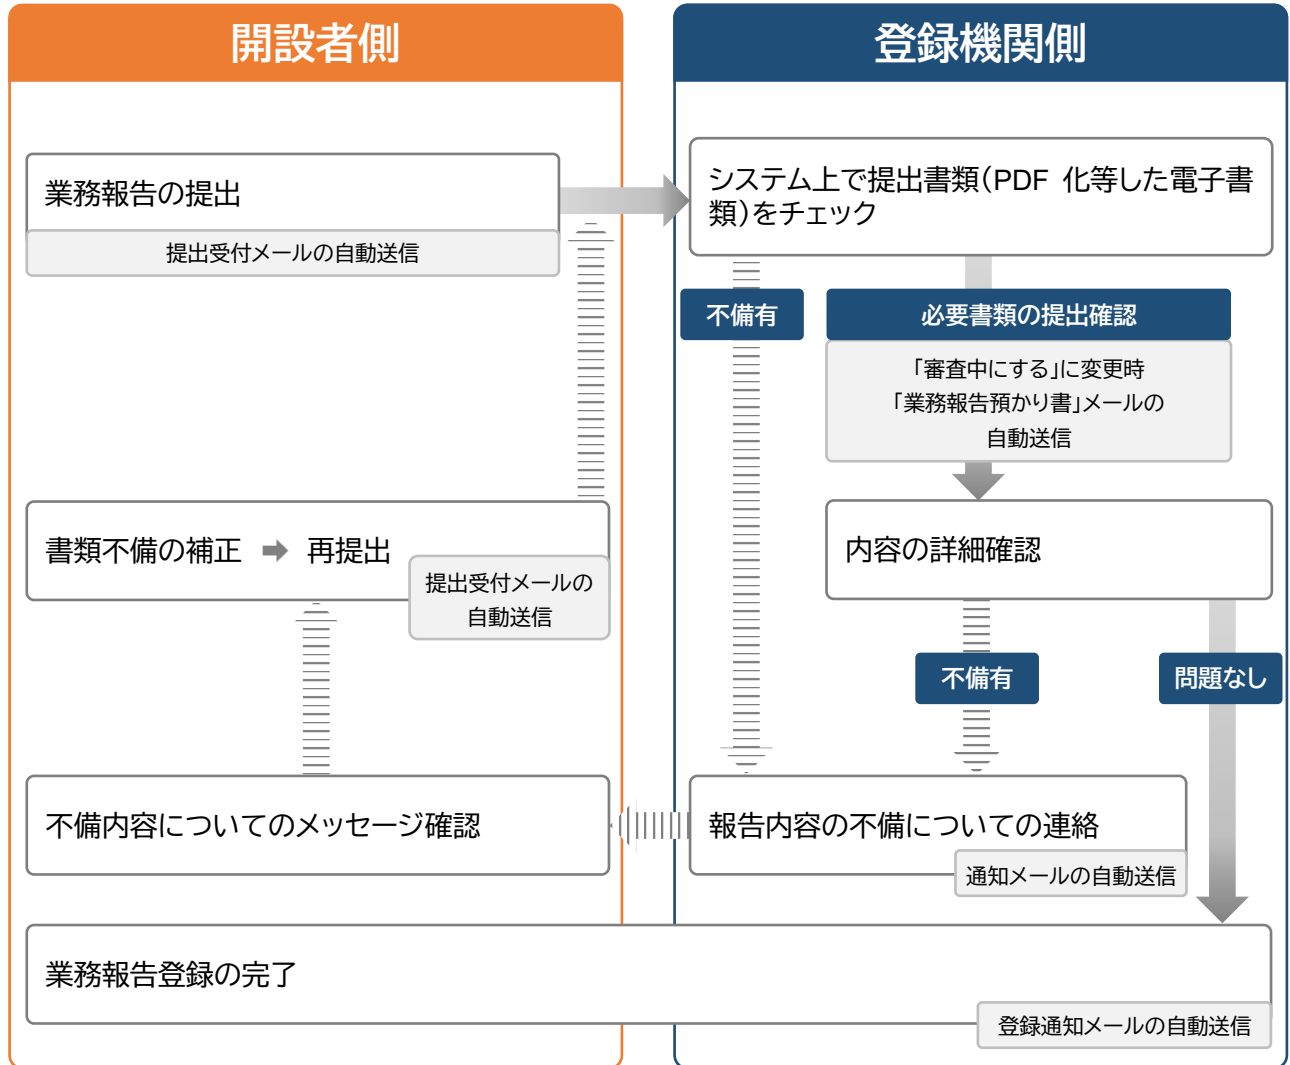 開設者側
登録機関側
業務報告の提出
提出受付メールの自動送信
システム上で提出書類(PDF 化等した電子書
類)をチェック
不備有
必要書類の提出確認
「審査中にする」に変更時
「業務報告預かり書」メールの
自動送信
書類不備の補正 ➡ 再提出
提出受付メールの
自動送信
内容の詳細確認
不備有
問題なし
不備内容についてのメッセージ確認
報告内容の不備についての連絡
通知メールの自動送信
業務報告登録の完了
登録通知メールの自動送信